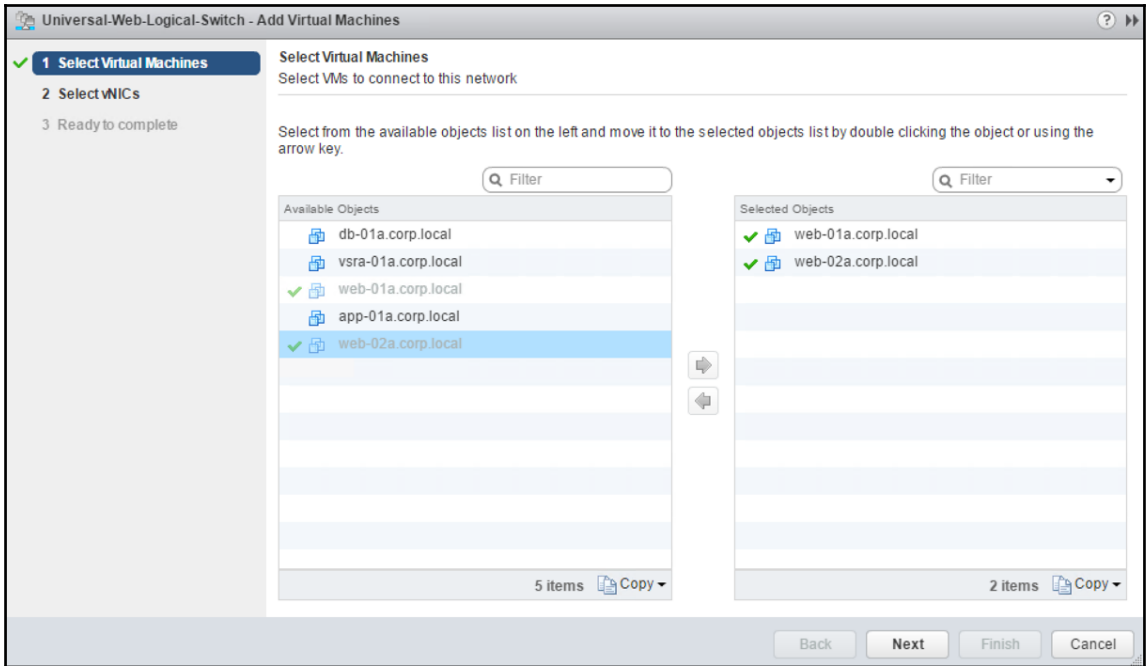 Universal-Web-Logical-Switch - Add Virtual Machines
?
1 Select Virtual Machines
2 Select vNICs
3 Ready to complete
Select Virtual Machines
Select VMs to connect to this network
Select from the available objects list on the left and move it to the selected objects list by double clicking the object or using the
arrow key.
Filter
Available Objects
db-01a.corp.local
vsra-01a.corp.local
web-01a.corp.local
app-01a.corp.local
web-02a.corp.local
5 items Copy
Filter
Selected Objects
web-01a.corp.local
web-02a.corp.local
2 items Copy
Back Next Finish Cancel